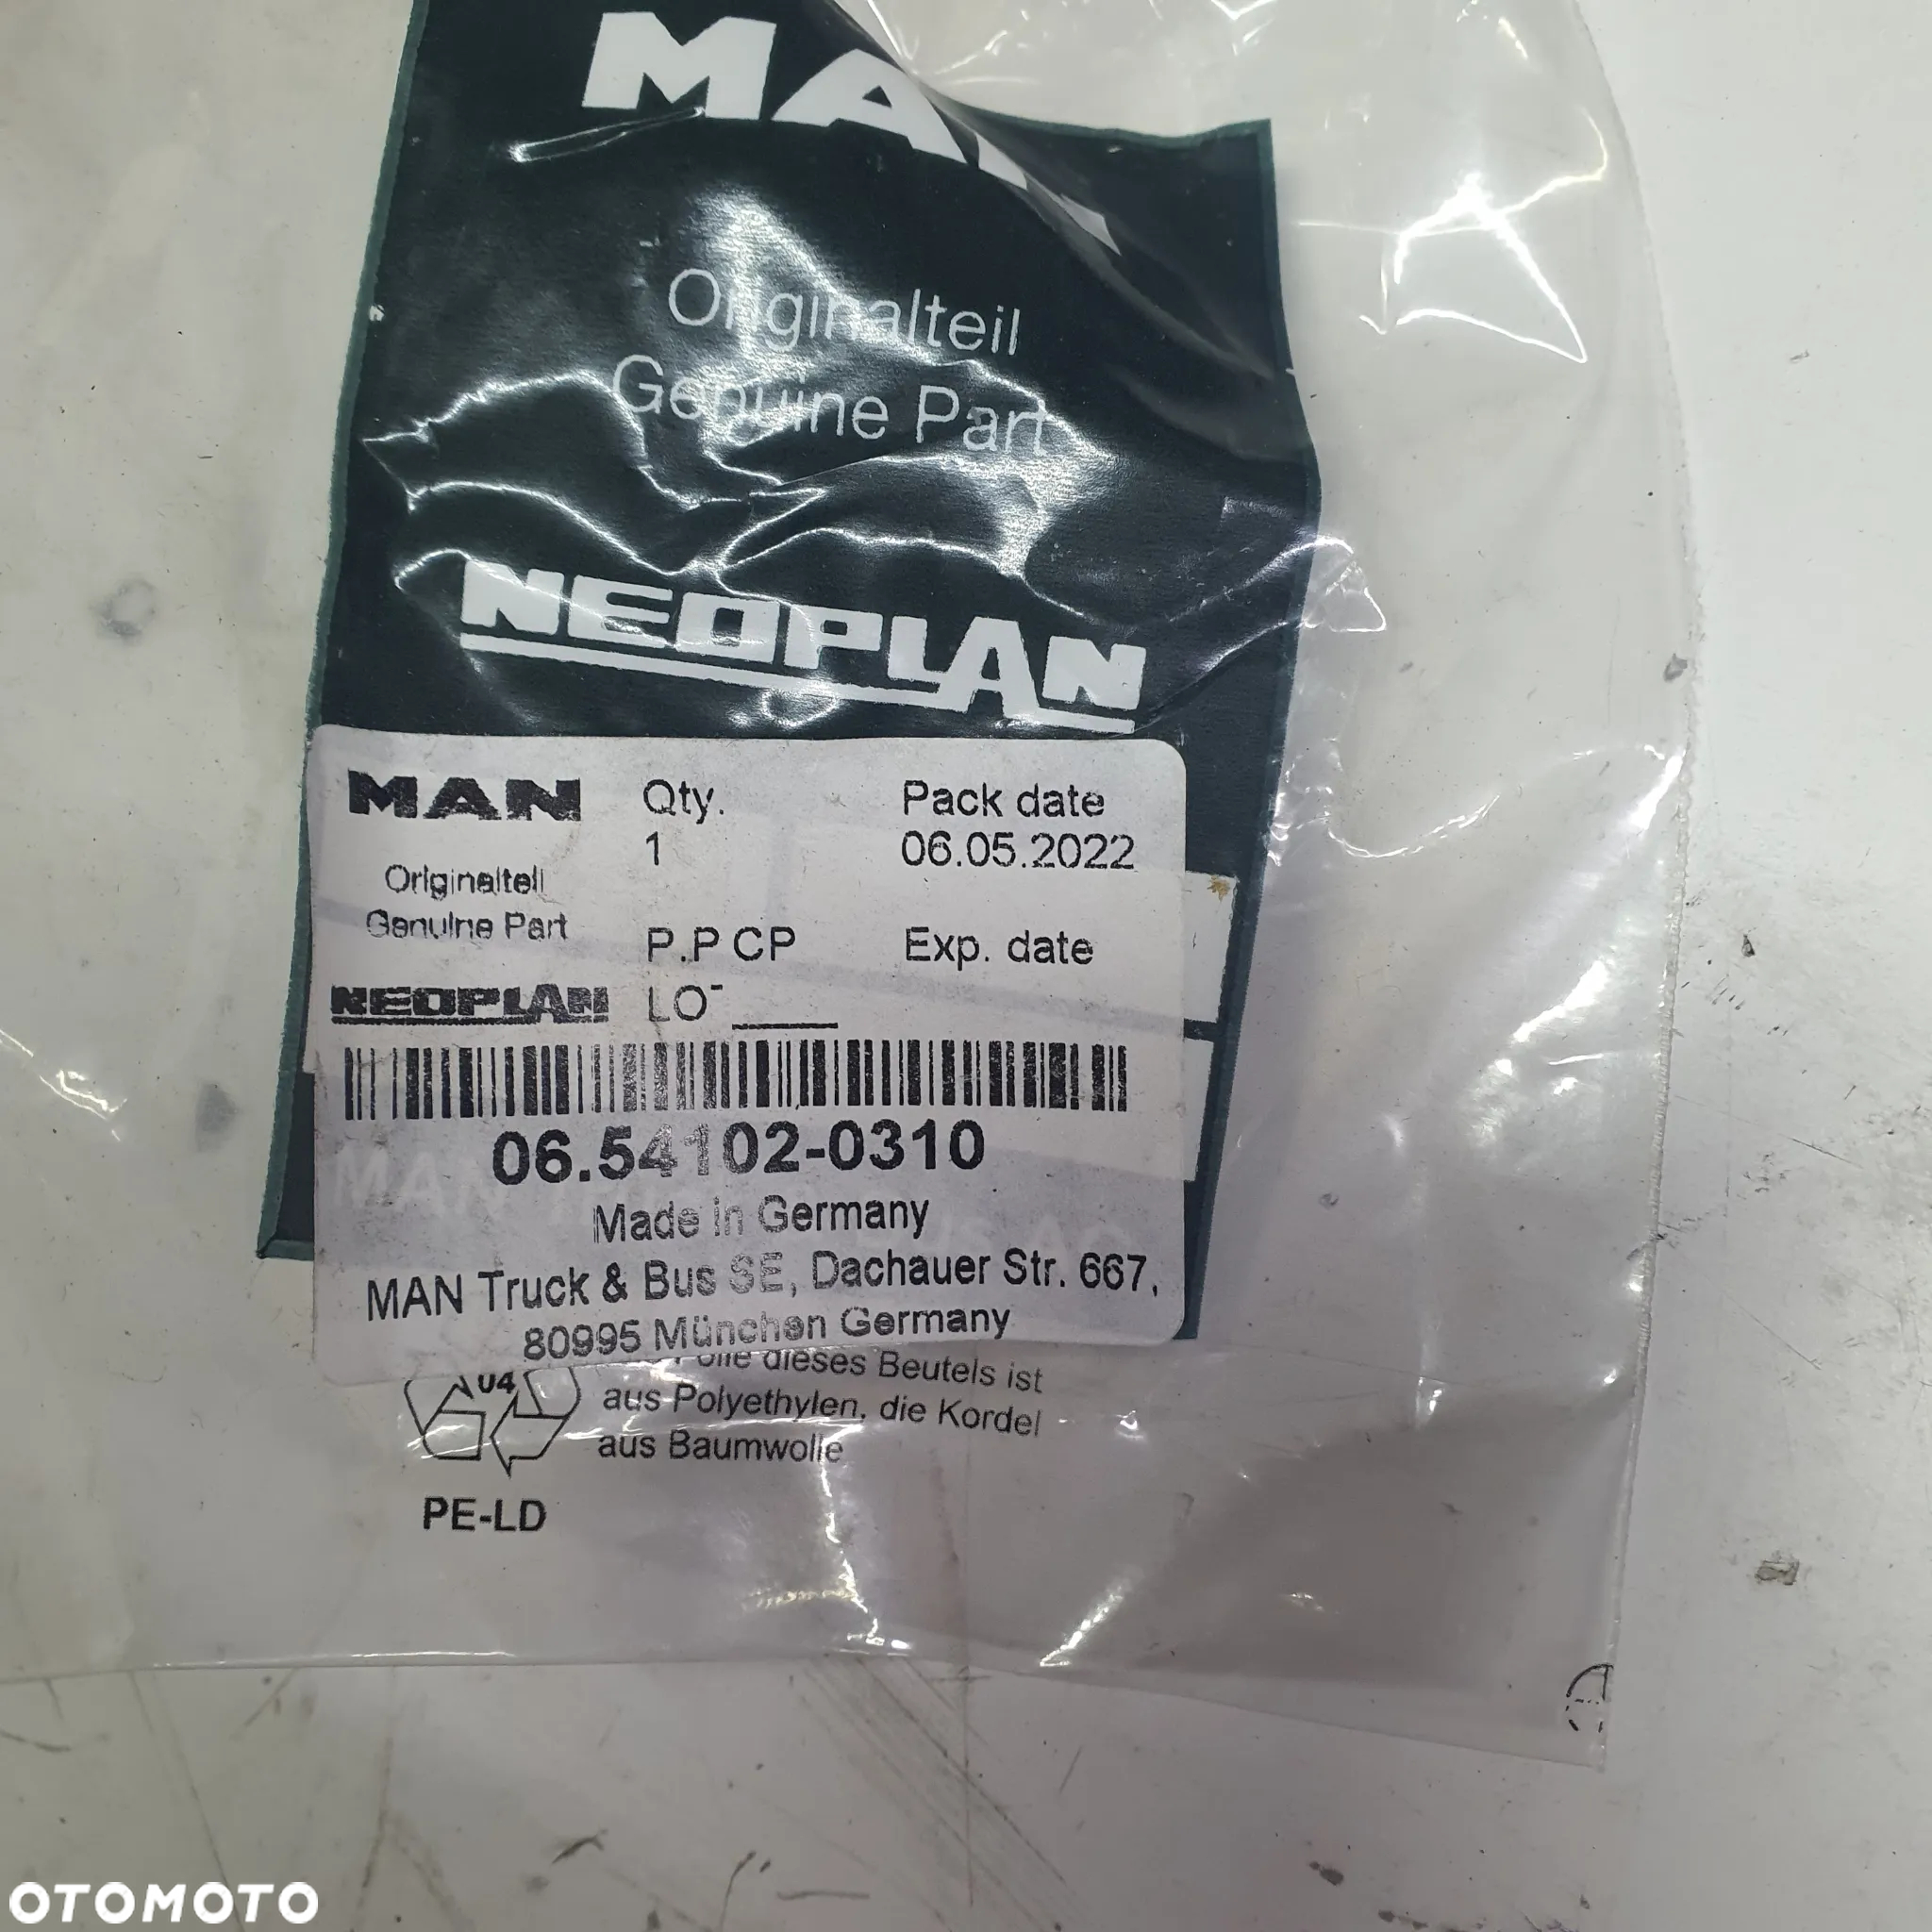 MAN
Originalteil
Genuine Part
NEOPLAN
MAN
Originalteil
Genuine Part
NEOPLAN
Qty.
1
Pack date
06.05.2022
P.P CP
Exp. date
LO
06.54102-0310
Made in Germany
MAN Truck & Bus SE, Dachauer Str. 667,
80995 München Germany
04
dieses Beutels ist
aus Polyethylen, die Kordel
aus Baumwolle
PE-LD
OTOMOTO